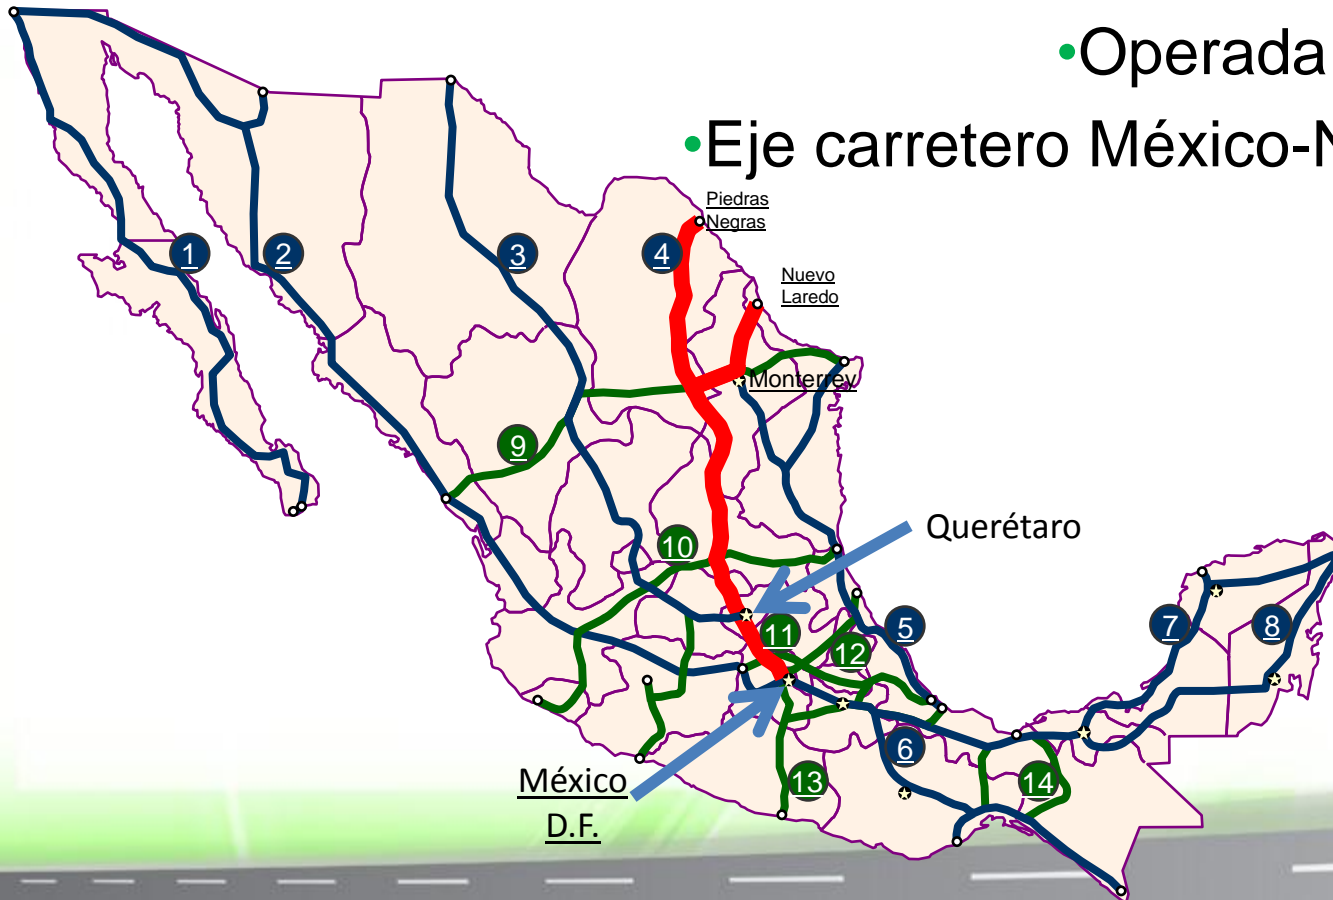 •Operada
•Eje carretero México-N
Piedras
Negras
1
2
3
4
Nuevo
Laredo
Monterrey
9
Querétaro
10
11
12
5
7
8
6
México
D.F.
13
14